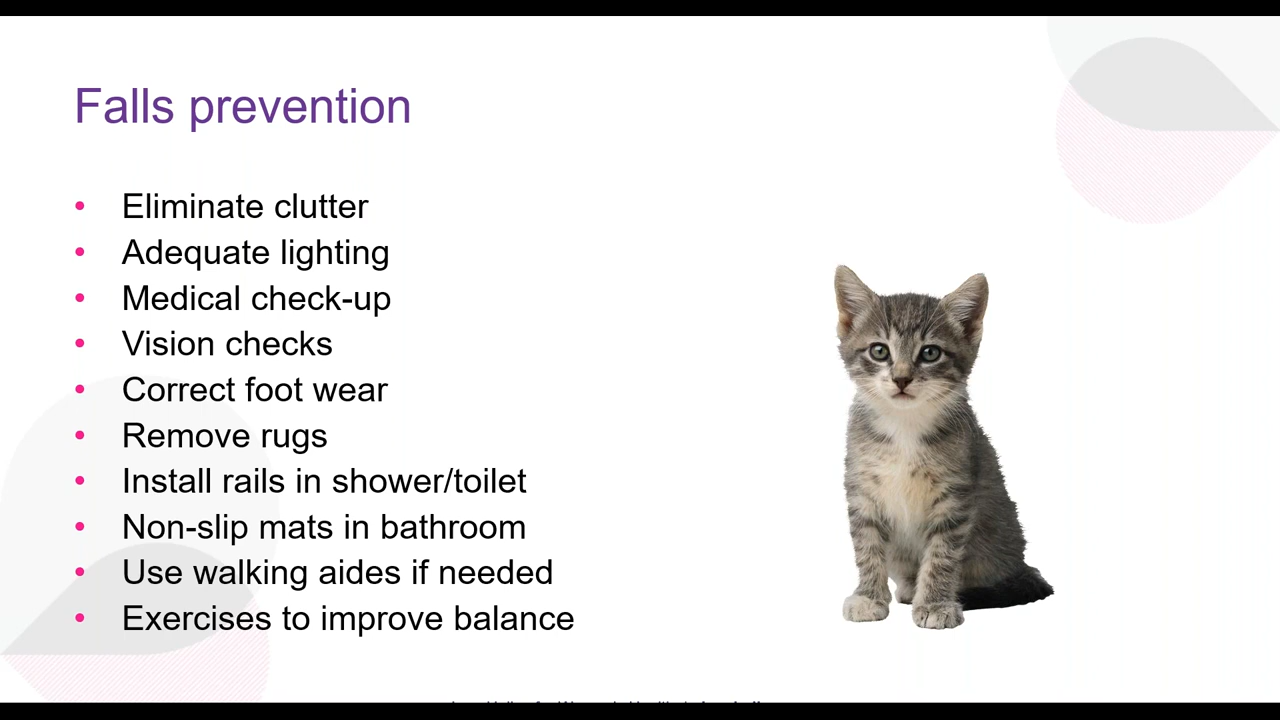 Falls prevention
• Eliminate clutter
• Adequate lighting
• Medical check-up
• Vision checks
• Correct foot wear
• Remove rugs
• Install rails in shower/toilet
• Non-slip mats in bathroom
• Use walking aides if needed
• Exercises to improve balance